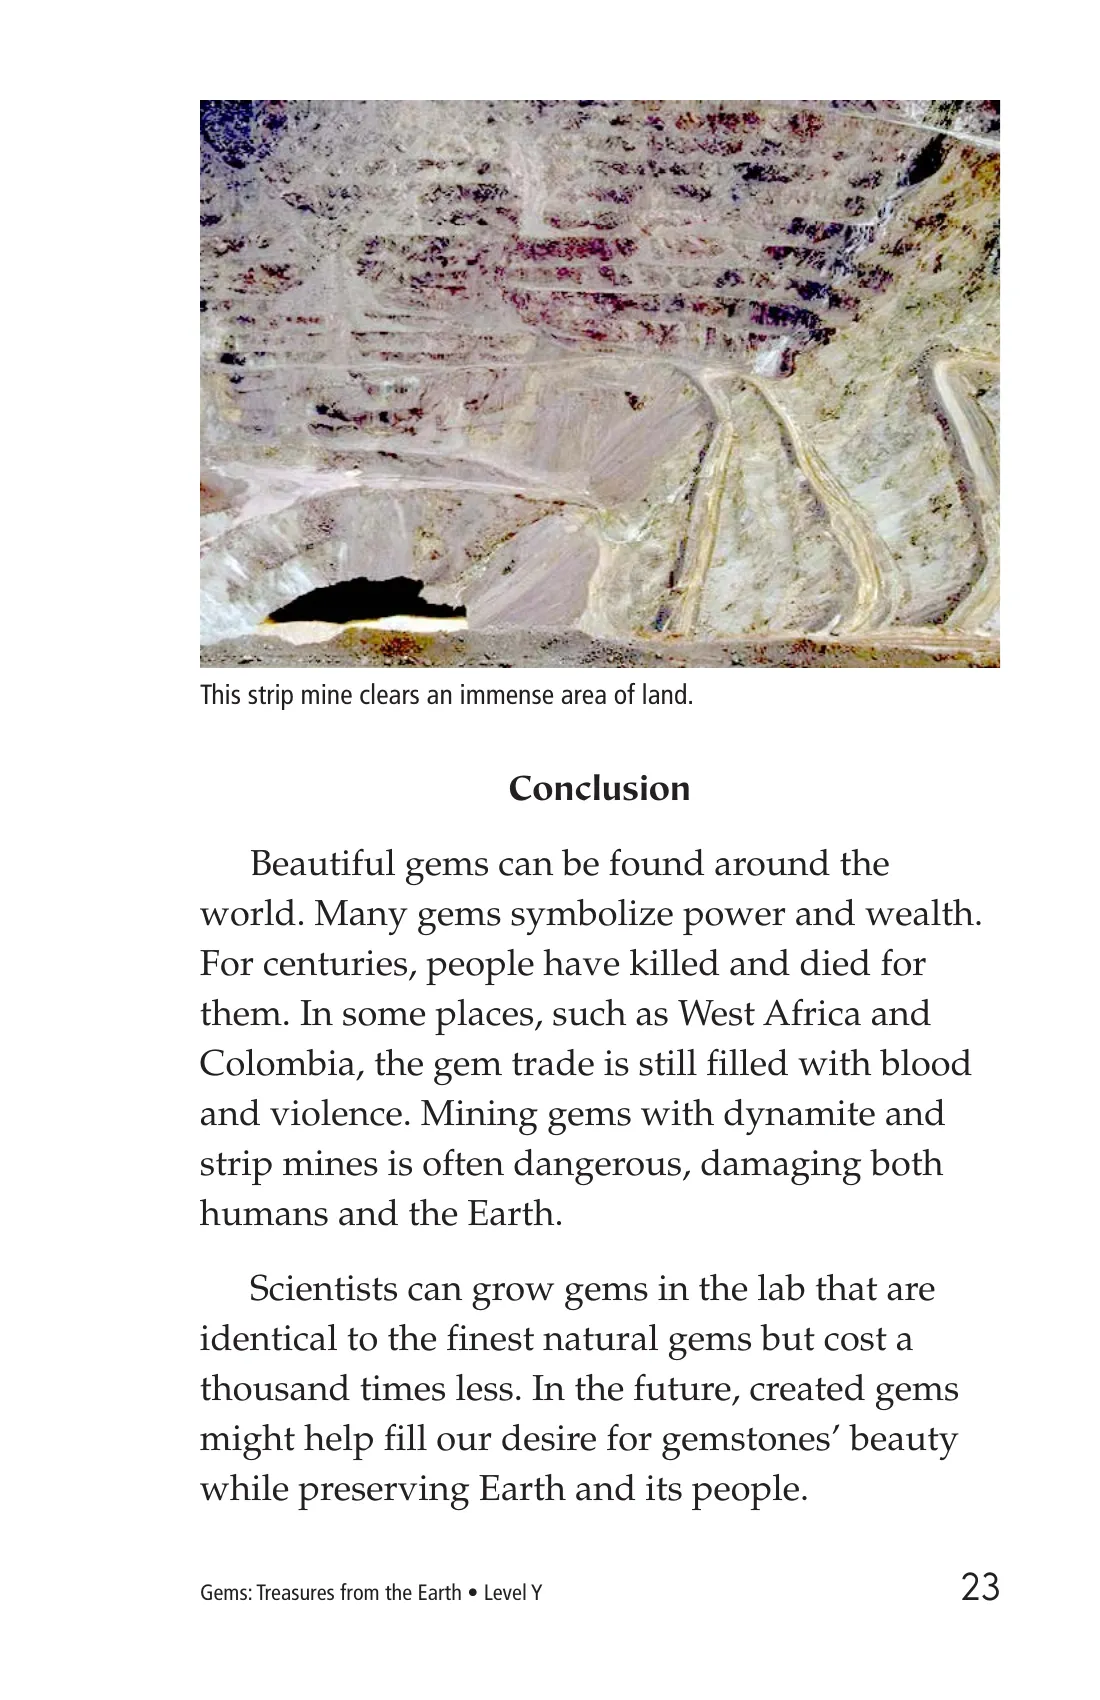 This strip mine clears an immense area of land.
Conclusion
Beautiful gems can be found around the
world. Many gems symbolize power and wealth.
For centuries, people have killed and died for
them. In some places, such as West Africa and
Colombia, the gem trade is still filled with blood
and violence. Mining gems with dynamite and
strip mines is often dangerous, damaging both
humans and the Earth.
Scientists can grow gems in the lab that are
identical to the finest natural gems but cost a
thousand times less. In the future, created gems
might help fill our desire for gemstones’ beauty
while preserving Earth and its people.
Gems: Treasures from the Earth • Level Y 23